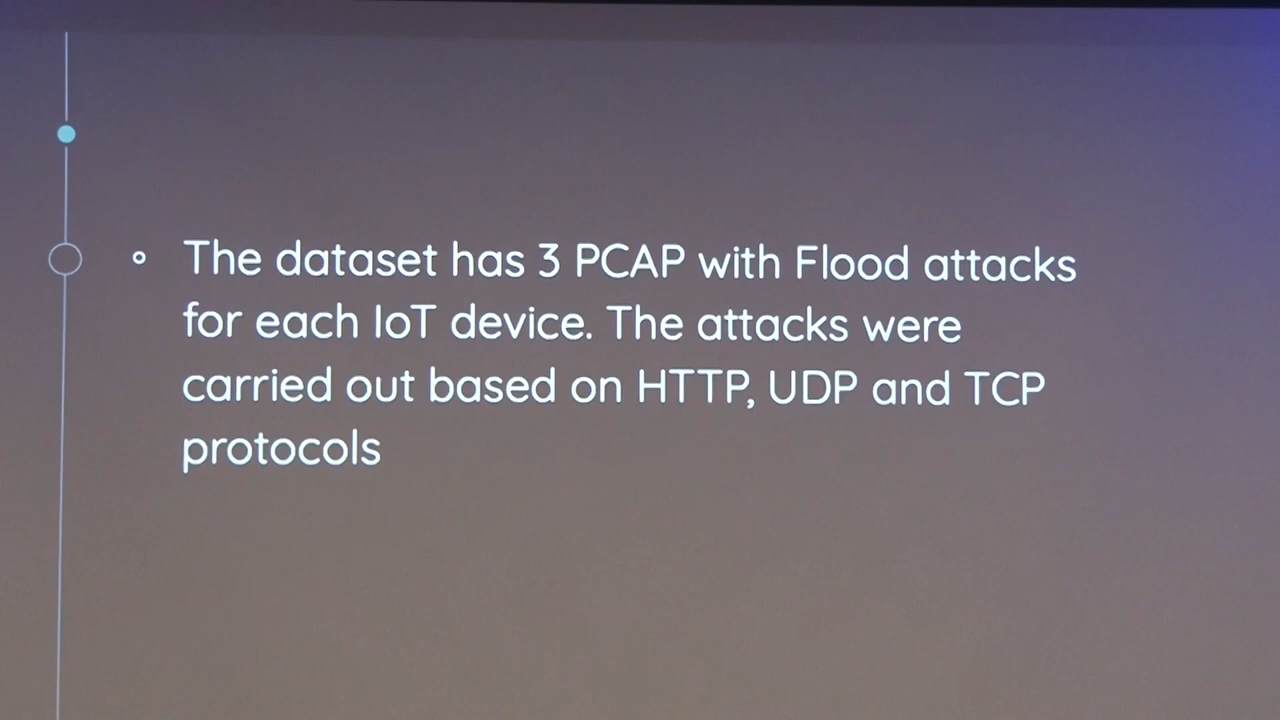 The dataset has 3 PCAP with Flood attacks
for each IoT device. The attacks were
carried out based on HTTP, UDP and TCP
protocols